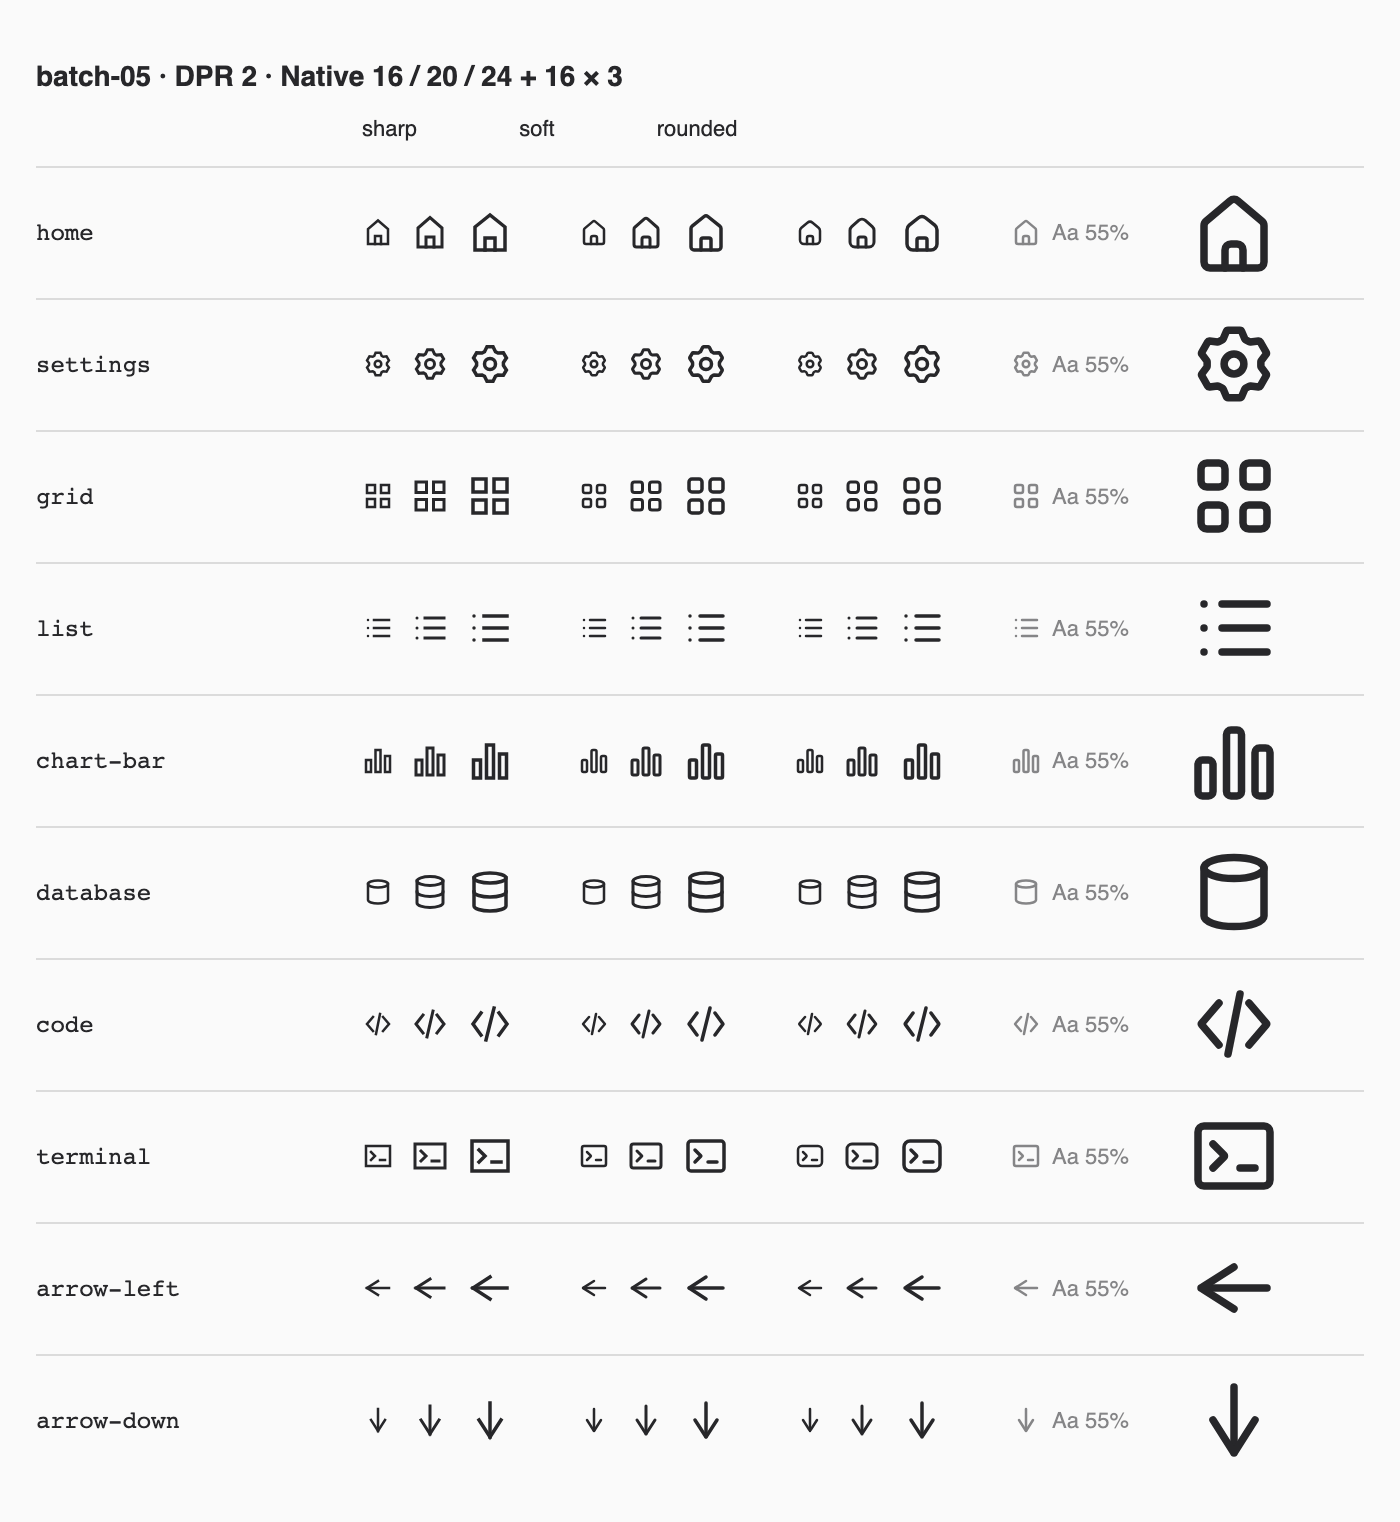 batch-05 · DPR 2 · Native 16 / 20 / 24 + 16 × 3
sharp soft rounded
home Aa 55%
settings Aa 55%
grid Aa 55%
list Aa 55%
chart-bar Aa 55%
database Aa 55%
code Aa 55%
terminal Aa 55%
arrow-left Aa 55%
arrow-down Aa 55%